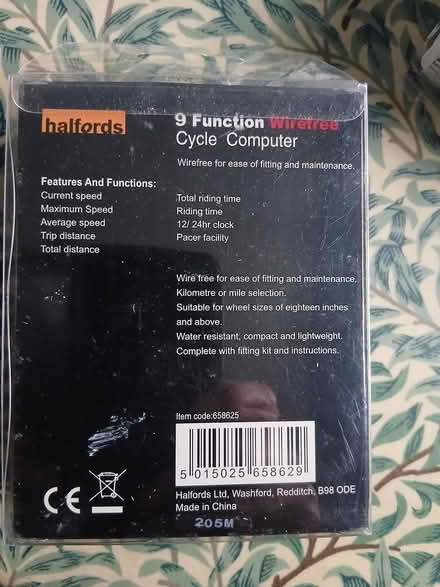 halfords
9 Function Wirefree
Cycle Computer
Wirefree for ease of fitting and maintenance.
Features And Functions:
Current speed
Maximum Speed
Average speed
Trip distance
Total distance
Total riding time
Riding time
12/ 24hr clock
Pacer facility
Wire free for ease of fitting and maintenance.
Kilometre or mile selection.
Suitable for wheel sizes of eighteen inches
and above.
Water resistant, compact and lightweight.
Complete with fitting kit and instructions.
Item code:658625
5 015025 658629
CE
Halfords Ltd, Washford, Redditch, B98 ODE
Made in China
205M